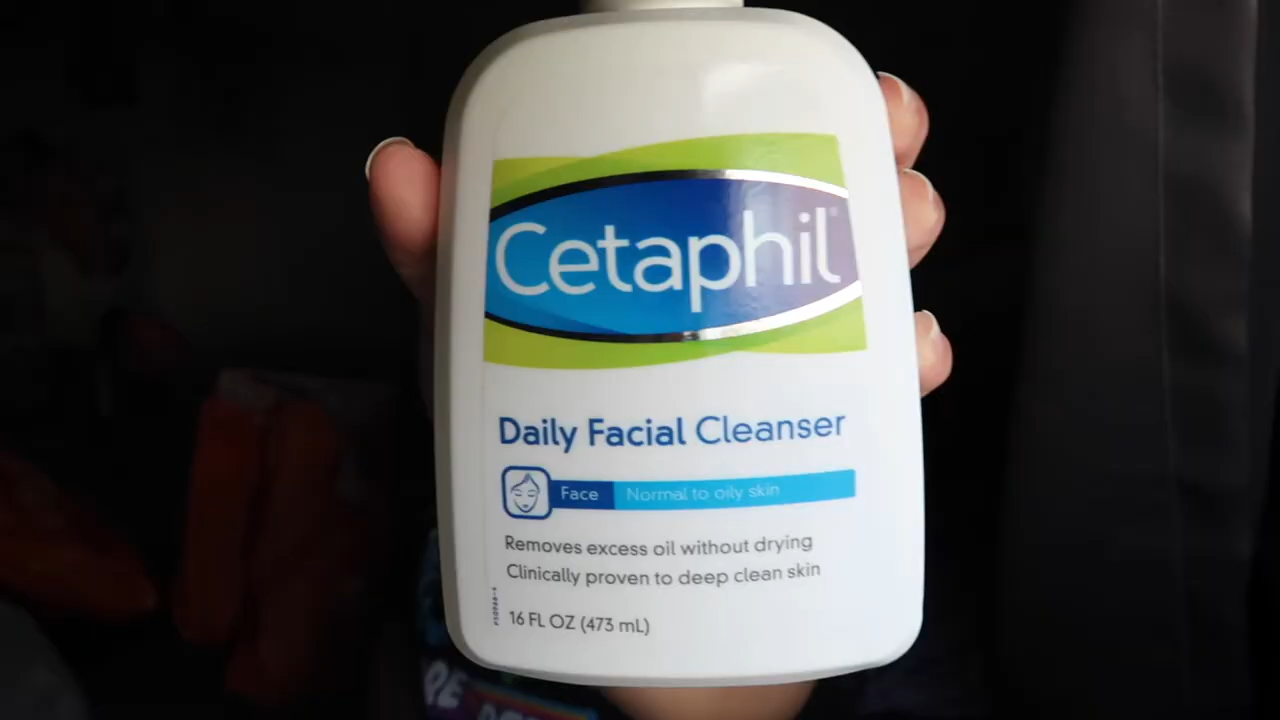 Cetaphil
Daily Facial Cleanser
Face Normal to oily skin
Removes excess oil without drying
Clinically proven to deep clean skin
16 FL OZ (473 mL)